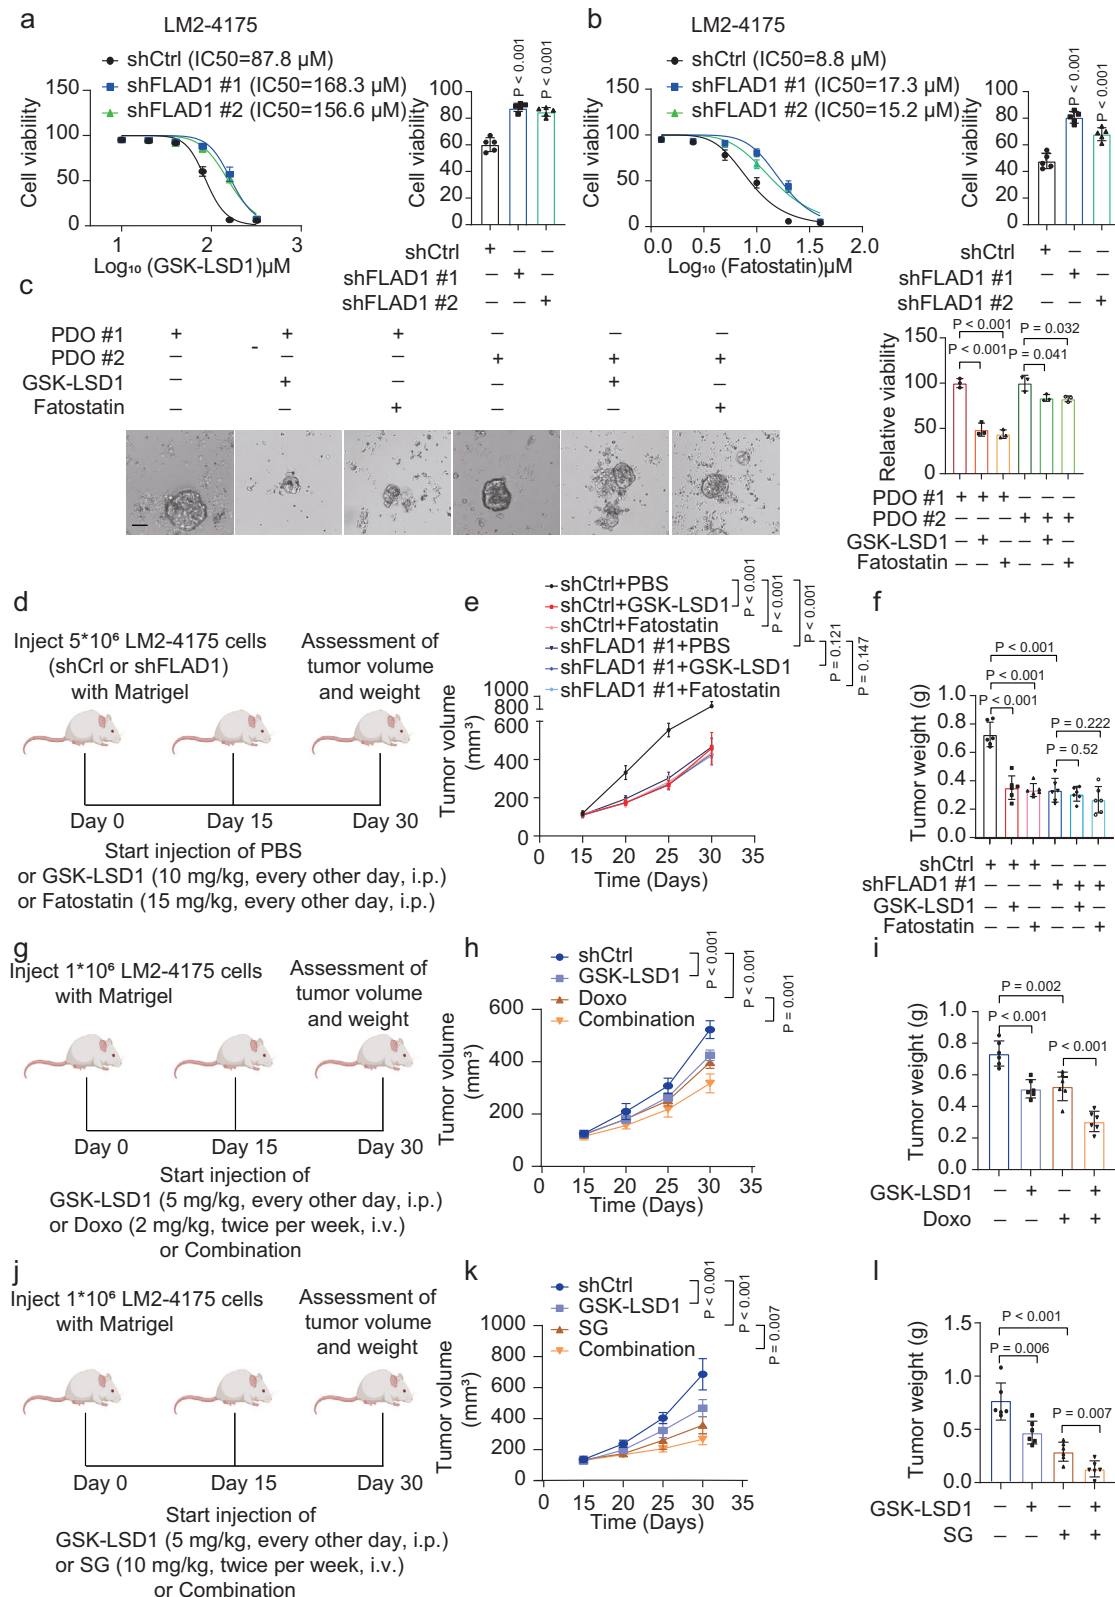 a
LM2-4175
shCtrl (IC50=87.8 µM)
shFLAD1 #1 (IC50=168.3 µM)
shFLAD1 #2 (IC50=156.6 µM)
Cell viability
150
100
50
0
1
2
3
Log₁₀ (GSK-LSD1)µM
Cell viability
100
80
60
40
20
0
P < 0.001
P < 0.001
shCtrl + – –
shFLAD1 #1 – + –
shFLAD1 #2 – – +
b
LM2-4175
shCtrl (IC50=8.8 µM)
shFLAD1 #1 (IC50=17.3 µM)
shFLAD1 #2 (IC50=15.2 µM)
Cell viability
150
100
50
0
0.0
0.5
1.0
1.5
2.0
Log₁₀ (Fatostatin)µM
Cell viability
100
80
60
40
20
0
P < 0.001
P < 0.001
shCtrl + – –
shFLAD1 #1 – + –
shFLAD1 #2 – – +
c
PDO #1 + - + + – – –
PDO #2 – – – + + +
GSK-LSD1 – + – – + –
Fatostatin – – + – – +
Relative viability
150
100
50
0
P < 0.001
P < 0.001
P = 0.032
P = 0.041
PDO #1 + + + – – –
PDO #2 – – – + + +
GSK-LSD1 – + – – + –
Fatostatin – – + – – +
d
Inject 5*10⁶ LM2-4175 cells
(shCrl or shFLAD1)
with Matrigel
Assessment of
tumor volume
and weight
Day 0
Day 15
Day 30
Start injection of PBS
or GSK-LSD1 (10 mg/kg, every other day, i.p.)
or Fatostatin (15 mg/kg, every other day, i.p.)
e
shCtrl+PBS
shCtrl+GSK-LSD1
shCtrl+Fatostatin
shFLAD1 #1+PBS
shFLAD1 #1+GSK-LSD1
shFLAD1 #1+Fatostatin
P < 0.001
P < 0.001
P < 0.001
P = 0.121
P = 0.147
Tumor volume
(mm³)
1000
800
600
400
200
0
0
15
20
25
30
35
Time (Days)
f
Tumor weight (g)
1.0
0.8
0.6
0.4
0.2
0.0
P < 0.001
P < 0.001
P < 0.001
P = 0.222
P = 0.52
shCtrl + + + – – –
shFLAD1 #1 – – – + + +
GSK-LSD1 – + – – + –
Fatostatin – – + – – +
g
Inject 1*10⁶ LM2-4175 cells
with Matrigel
Assessment of
tumor volume
and weight
Day 0
Day 15
Day 30
Start injection of
GSK-LSD1 (5 mg/kg, every other day, i.p.)
or Doxo (2 mg/kg, twice per week, i.v.)
or Combination
h
shCtrl
GSK-LSD1
Doxo
Combination
P < 0.001
P < 0.001
P = 0.001
Tumor volume
(mm³)
600
400
200
0
0
15
20
25
30
35
Time (Days)
i
Tumor weight (g)
1.0
0.8
0.6
0.4
0.2
0.0
P = 0.002
P < 0.001
P < 0.001
GSK-LSD1 – + – +
Doxo – – + +
j
Inject 1*10⁶ LM2-4175 cells
with Matrigel
Assessment of
tumor volume
and weight
Day 0
Day 15
Day 30
Start injection of
GSK-LSD1 (5 mg/kg, every other day, i.p.)
or SG (10 mg/kg, twice per week, i.v.)
or Combination
k
shCtrl
GSK-LSD1
SG
Combination
P < 0.001
P < 0.001
P = 0.007
Tumor volume
(mm³)
1000
800
600
400
200
0
0
15
20
25
30
35
Time (Days)
l
Tumor weight (g)
1.5
1.0
0.5
0.0
P < 0.001
P = 0.006
P = 0.007
GSK-LSD1 – + – +
SG – – + +